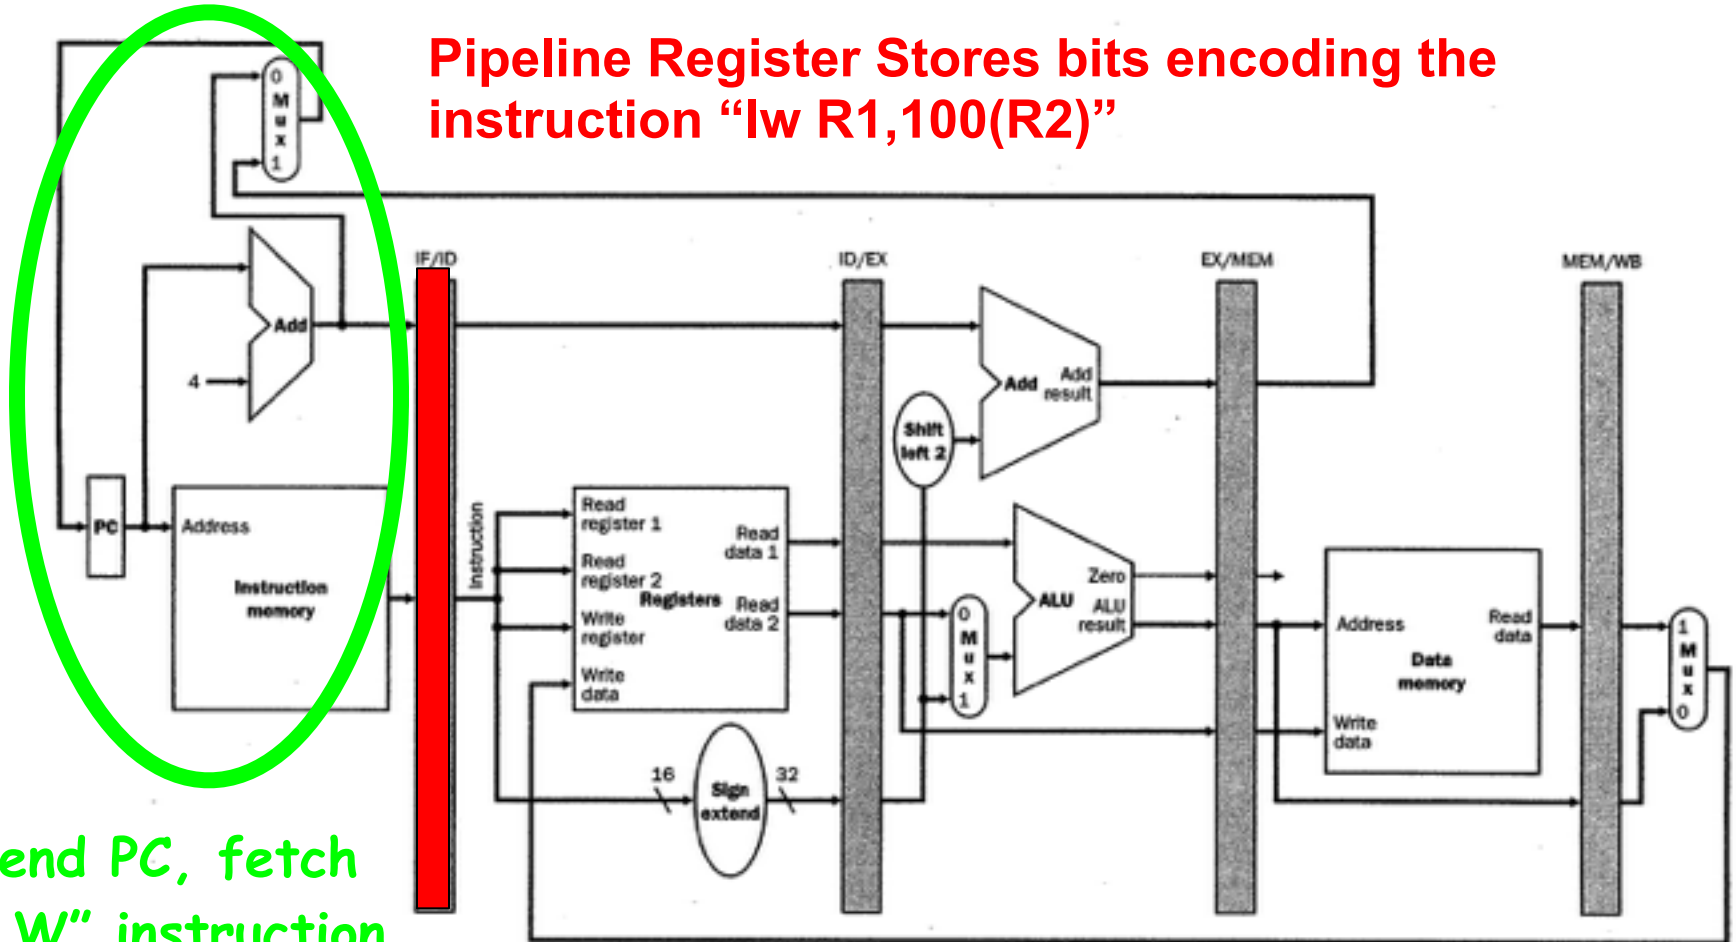 Pipeline Register Stores bits encoding the
instruction “lw R1,100(R2)”
0
M
u
x
1
IF/ID
ID/EX
EX/MEM
MEM/WB
Add
4
Add
Add
result
Shift
left 2
PC
Address
Instruction
memory
Instruction
Read
register 1
Read
register 2
Write
register
Write
data
Registers
Read
data 1
Read
data 2
0
M
u
x
1
Zero
ALU
ALU
result
Address
Read
data
Data
memory
Write
data
1
M
u
x
0
16
Sign
extend
32
end PC, fetch
W” instruction